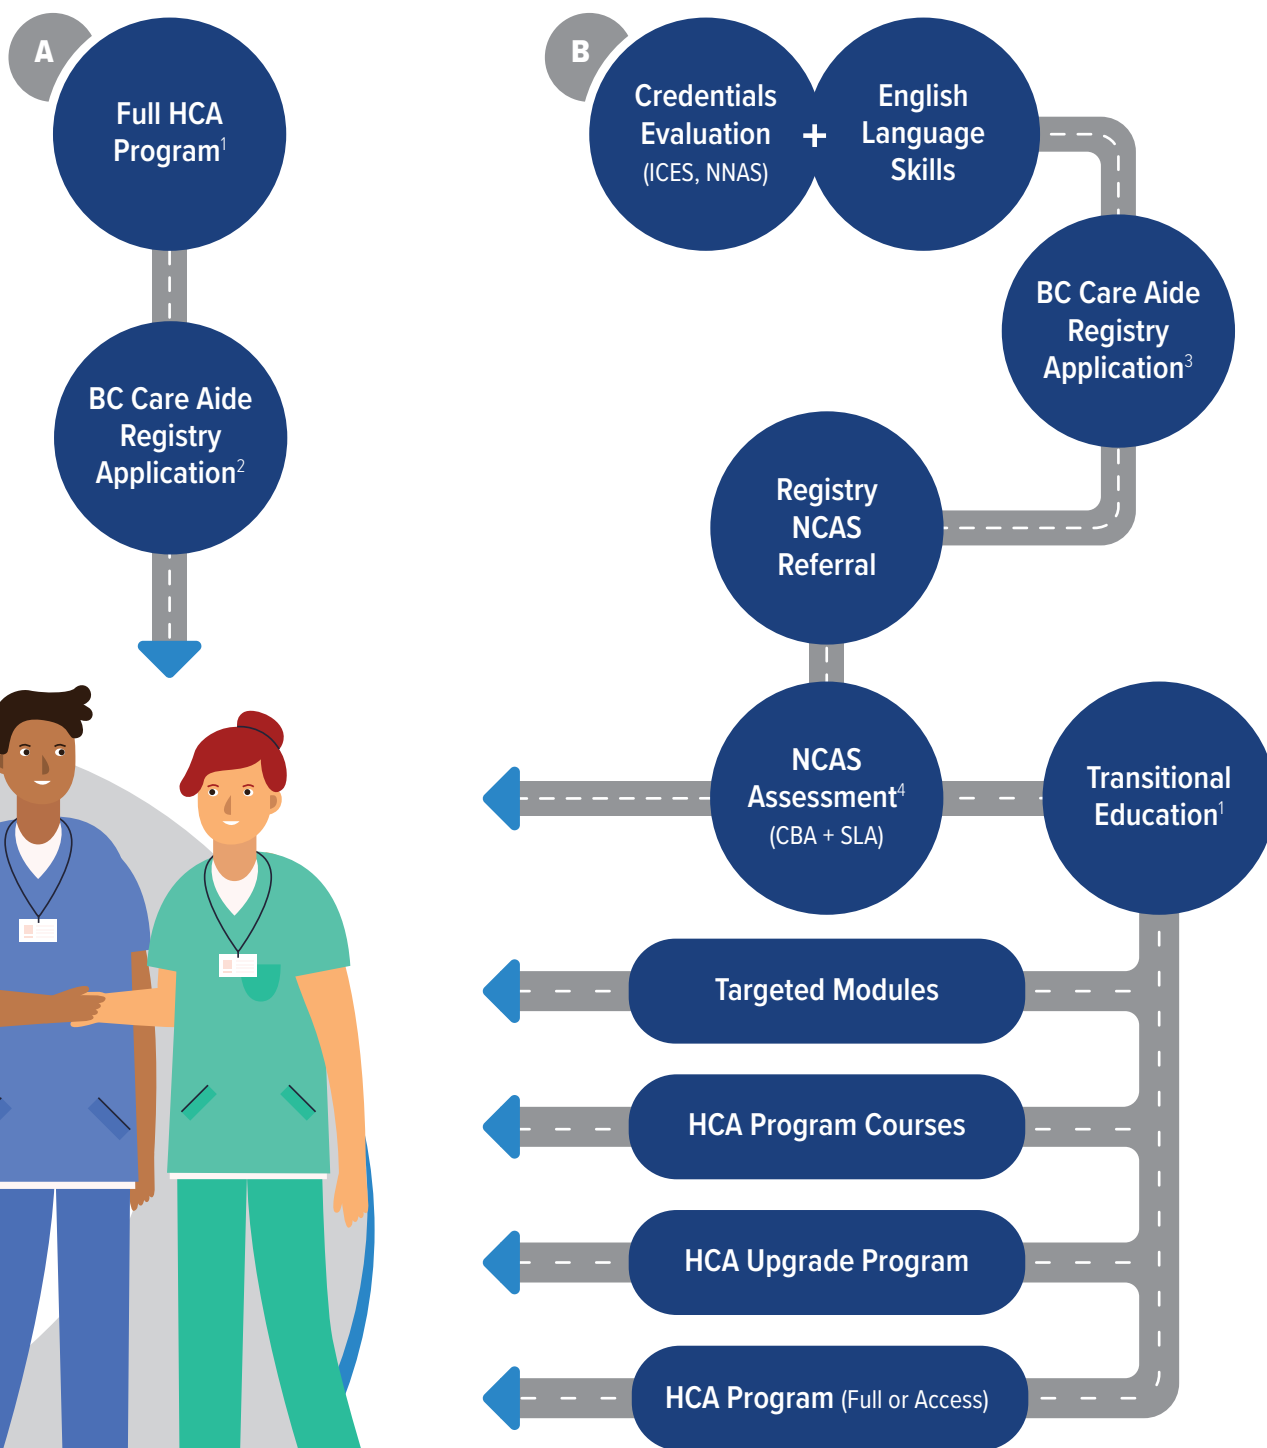 A
Full HCA
Program1
BC Care Aide
Registry
Application2
B
Credentials
Evaluation
(ICES, NNAS)
+
English
Language
Skills
BC Care Aide
Registry
Application3
Registry
NCAS
Referral
NCAS
Assessment4
(CBA + SLA)
Transitional
Education1
Targeted Modules
HCA Program Courses
HCA Upgrade Program
HCA Program (Full or Access)